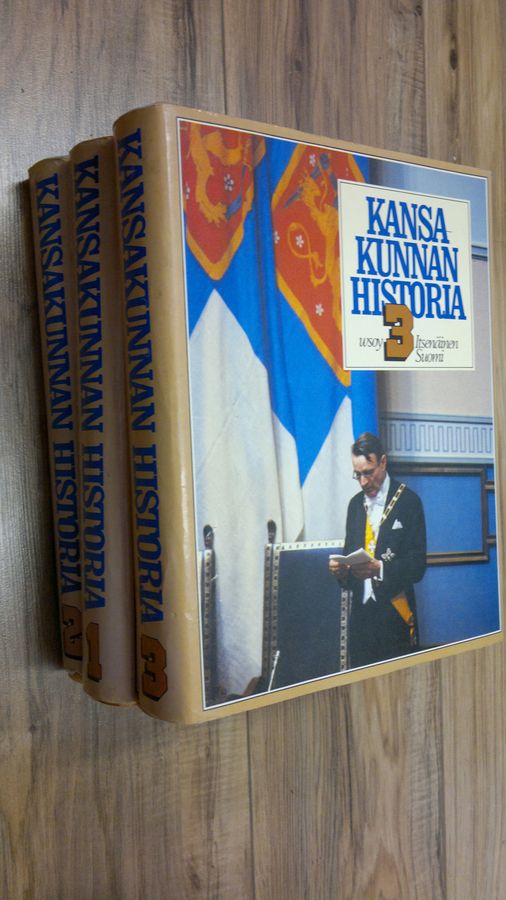 KANSAKUNNAN HISTORIA 2
KANSAKUNNAN HISTORIA 1
KANSAKUNNAN HISTORIA 3
KANSA
KUNNAN
HISTORIA
wsoy 3 Itsenäinen
Suomi